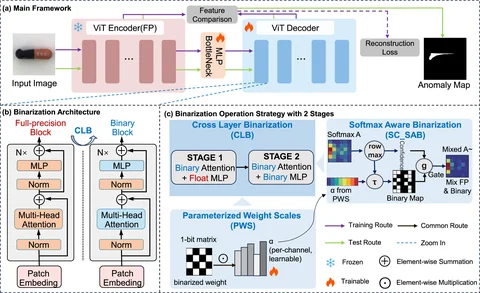 (a) Main Framework
Feature
Comparison
ViT Encoder(FP)
ViT Decoder
MLP
BottleNeck
Reconstruction
Loss
Input Image
Anomaly Map
(b) Binarization Architecture
Full-precision
Block
CLB
Binary
Block
N×
MLP
Norm
Multi-Head
Attention
Norm
Patch
Embedding
N×
MLP
Norm
Multi-Head
Attention
Norm
Patch
Embedding
(c) Binarization Operation Strategy with 2 Stages
Cross Layer Binarization
(CLB)
STAGE 1
Binary Attention
+ Float MLP
STAGE 2
Binary Attention
+ Binary MLP
Parameterized Weight Scales
(PWS)
1-bit matrix
binarized weight
α
(per-channel,
learnable)
Softmax Aware Binarization
(SC_SAB)
Softmax A
row
max
Confidence
Mixed A~
g
Gate
τ
α from
PWS
Binary Map
Mix FP
& Binary
Training Route
Common Route
Test Route
Zoom In
Frozen
Element-wise Summation
Trainable
Element-wise Multiplication